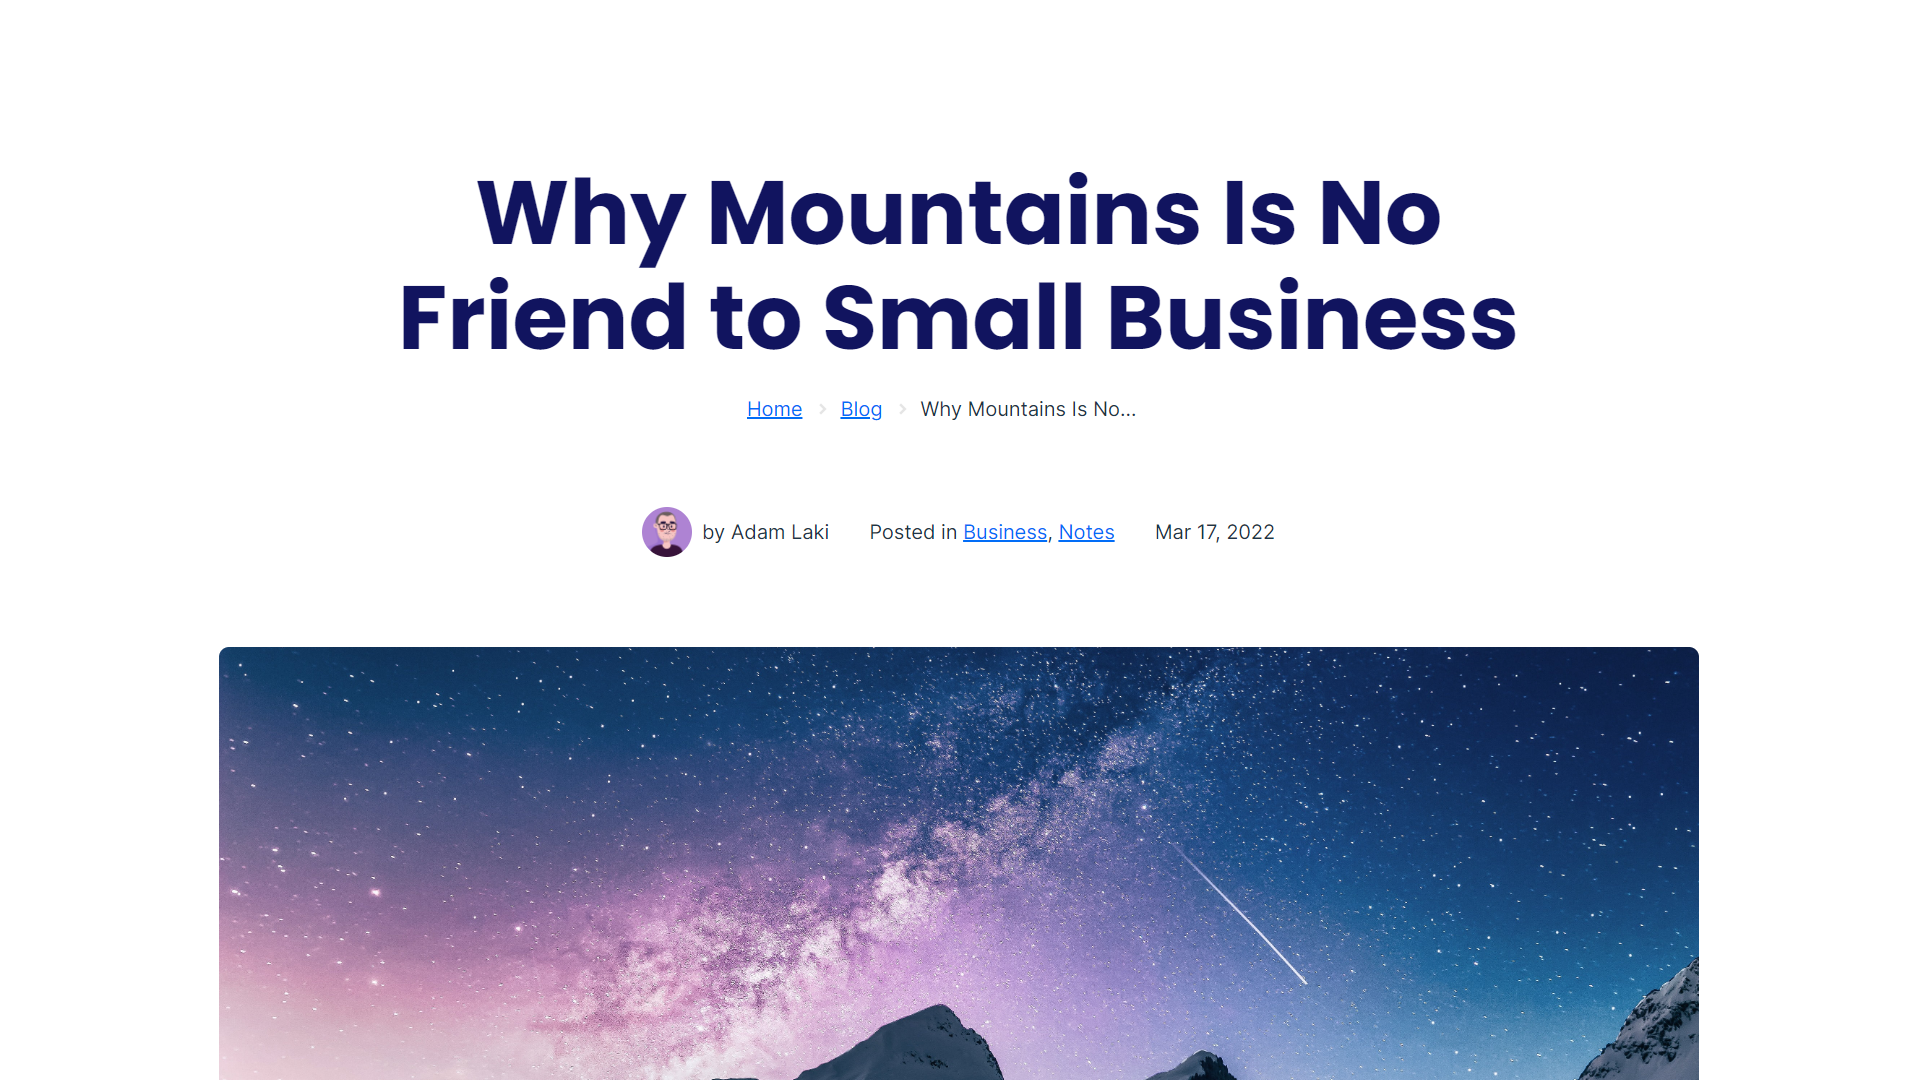 Why Mountains Is No
Friend to Small Business
Home > Blog > Why Mountains Is No...
by Adam Laki Posted in Business, Notes Mar 17, 2022